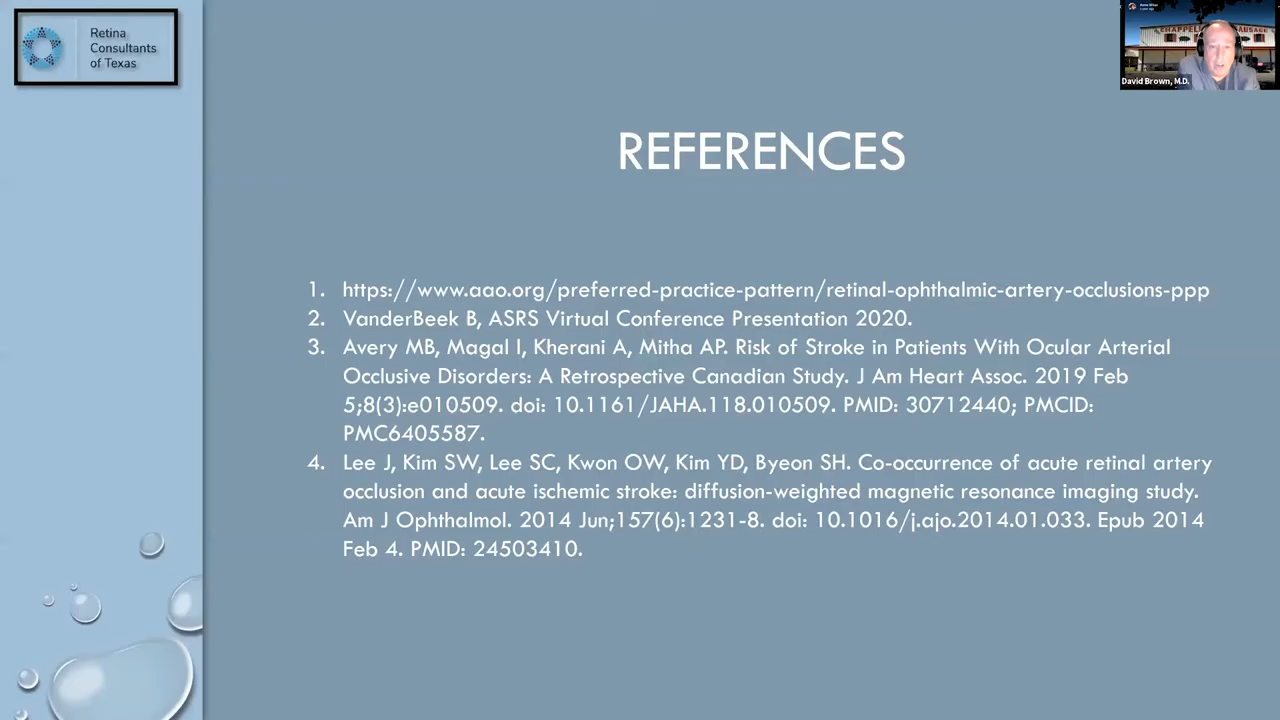 Retina
Consultants
of Texas
David Brown, M.D.
REFERENCES
1. https://www.aao.org/preferred-practice-pattern/retinal-ophthalmic-artery-occlusions-ppp
2. VanderBeek B, ASRS Virtual Conference Presentation 2020.
3. Avery MB, Magal I, Kherani A, Mitha AP. Risk of Stroke in Patients With Ocular Arterial
Occlusive Disorders: A Retrospective Canadian Study. J Am Heart Assoc. 2019 Feb
5;8(3):e010509. doi: 10.1161/JAHA.118.010509. PMID: 30712440; PMCID:
PMC6405587.
4. Lee J, Kim SW, Lee SC, Kwon OW, Kim YD, Byeon SH. Co-occurrence of acute retinal artery
occlusion and acute ischemic stroke: diffusion-weighted magnetic resonance imaging study.
Am J Ophthalmol. 2014 Jun;157(6):1231-8. doi: 10.1016/j.ajo.2014.01.033. Epub 2014
Feb 4. PMID: 24503410.